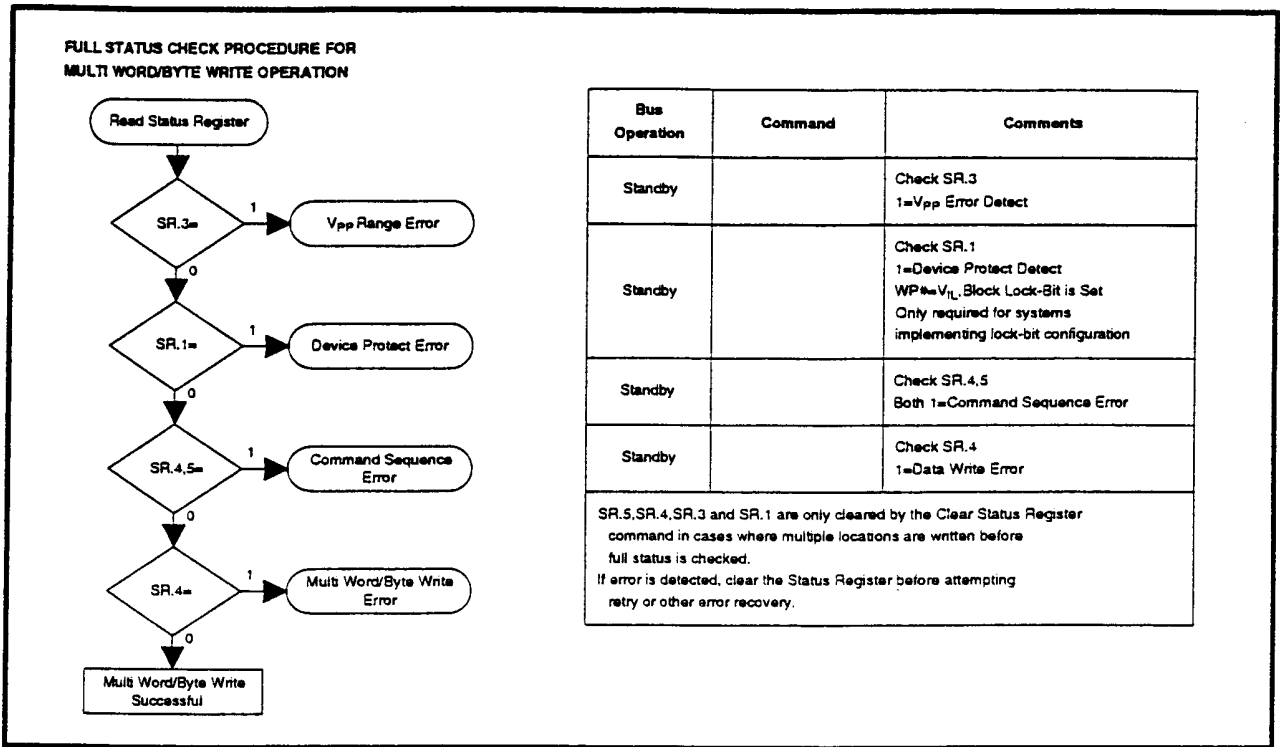 FULL STATUS CHECK PROCEDURE FOR
MULTI WORD/BYTE WRITE OPERATION
Read Status Register
SR.3=
1
VPP Range Error
0
SR.1=
1
Device Protect Error
0
SR.4,5=
1
Command Sequence
Error
0
SR.4=
1
Multi Word/Byte Write
Error
0
Multi Word/Byte Write
Successful
Bus
Operation
Command
Comments
Standby
Check SR.3
1=VPP Error Detect
Standby
Check SR.1
1=Device Protect Detect
WP#=VIL,Block Lock-Bit is Set
Only required for systems
implementing lock-bit configuration
Standby
Check SR.4,5
Both 1=Command Sequence Error
Standby
Check SR.4
1=Data Write Error
SR.5,SR.4,SR.3 and SR.1 are only cleared by the Clear Status Register
command in cases where multiple locations are written before
full status is checked.
If error is detected, clear the Status Register before attempting
retry or other error recovery.